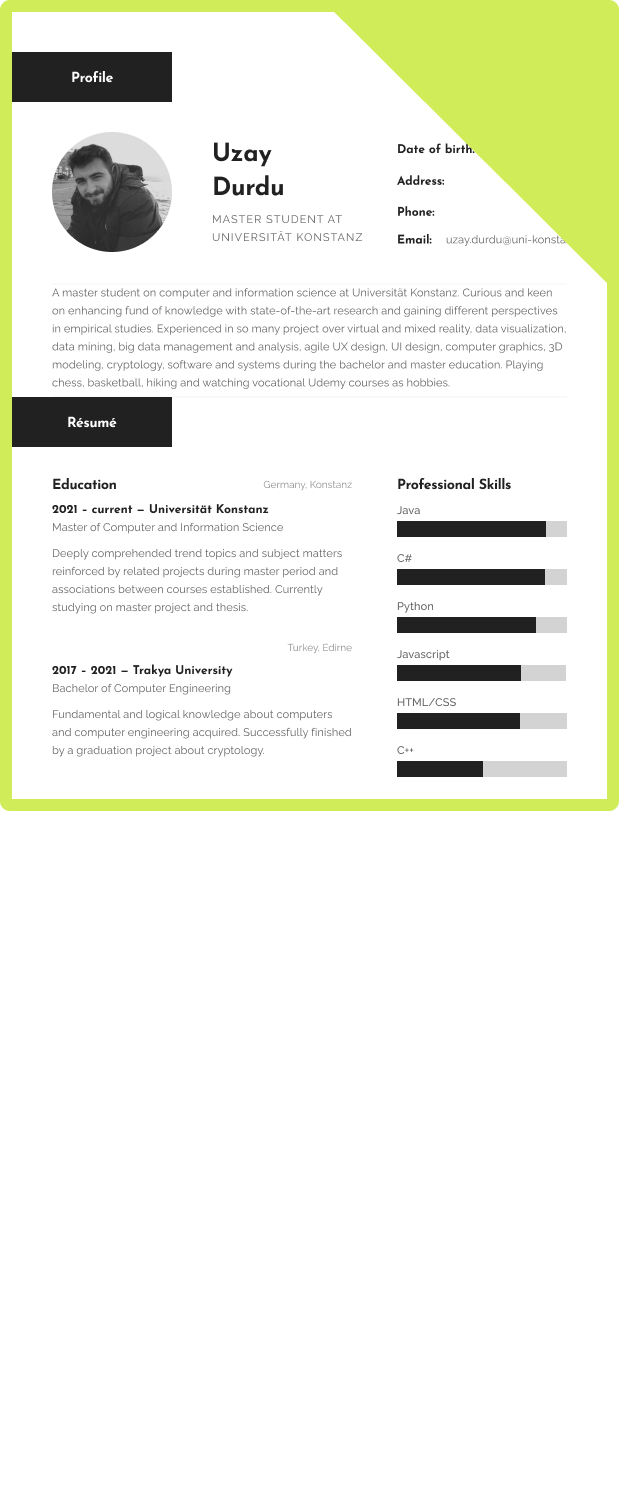 Profile
Uzay
Durdu
MASTER STUDENT AT
UNIVERSITÄT KONSTANZ
Date of birth:
Address:
Phone:
Email: uzay.durdu@uni-konsta
A master student on computer and information science at Universität Konstanz. Curious and keen
on enhancing fund of knowledge with state-of-the-art research and gaining different perspectives
in empirical studies. Experienced in so many project over virtual and mixed reality, data visualization,
data mining, big data management and analysis, agile UX design, UI design, computer graphics, 3D
modeling, cryptology, software and systems during the bachelor and master education. Playing
chess, basketball, hiking and watching vocational Udemy courses as hobbies.
Résumé
Education
Germany, Konstanz
2021 – current — Universität Konstanz
Master of Computer and Information Science
Deeply comprehended trend topics and subject matters
reinforced by related projects during master period and
associations between courses established. Currently
studying on master project and thesis.
Turkey, Edirne
2017 – 2021 — Trakya University
Bachelor of Computer Engineering
Fundamental and logical knowledge about computers
and computer engineering acquired. Successfully finished
by a graduation project about cryptology.
Professional Skills
Java
C#
Python
Javascript
HTML/CSS
C++